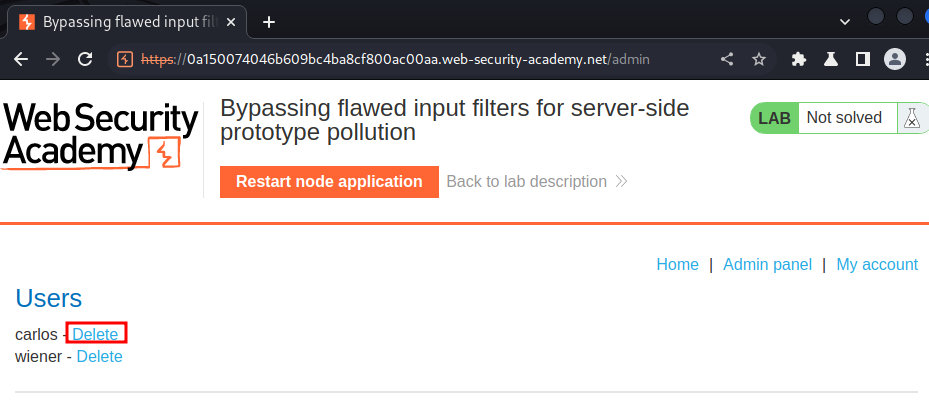 Bypassing flawed input filt
https://0a150074046b609bc4ba8cf800ac00aa.web-security-academy.net/admin
WebSecurity
Academy
Bypassing flawed input filters for server-side
prototype pollution
LAB Not solved
Restart node application Back to lab description
Home | Admin panel | My account
Users
carlos - Delete
wiener - Delete